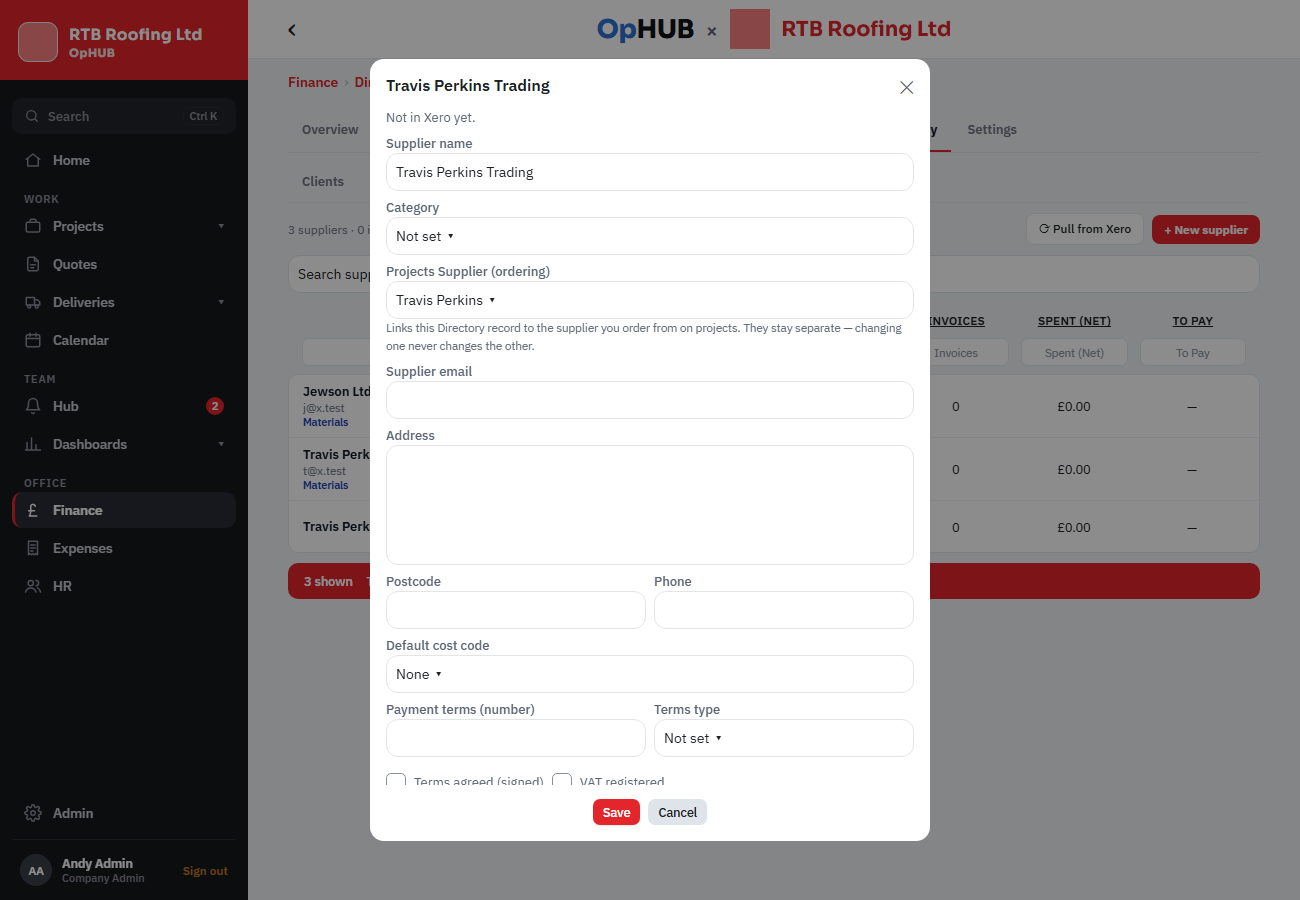 RTB Roofing Ltd
OpHUB
Search
Ctrl K
Home
WORK
Projects
Quotes
Deliveries
Calendar
TEAM
Hub
2
Dashboards
OFFICE
Finance
Expenses
HR
Admin
AA
Andy Admin
Company Admin
Sign out
OpHUB × RTB Roofing Ltd
Finance ›
Overview
Settings
Clients
3 suppliers · 0
Pull from Xero
+ New supplier
Search
INVOICES
SPENT (NET)
TO PAY
Invoices
Spent (Net)
To Pay
Jewson Ltd
j@x.test
Materials
0
£0.00
—
Travis
t@x.test
Materials
0
£0.00
—
Travis
0
£0.00
—
3 shown
Travis Perkins Trading
Not in Xero yet.
Supplier name
Travis Perkins Trading
Category
Not set
Projects Supplier (ordering)
Travis Perkins
Links this Directory record to the supplier you order from on projects. They stay separate — changing
one never changes the other.
Supplier email
Address
Postcode
Phone
Default cost code
None
Payment terms (number)
Terms type
Not set
Terms agreed (signed)
VAT registered
Save
Cancel